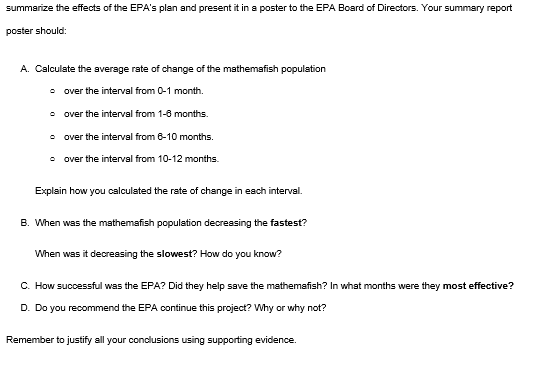 summarize the effects of the EPA's plan and present it in a poster to the EPA Board of Directors. Your summary report
poster should:
A. Calculate the average rate of change of the mathemafish population
o over the interval from 0-1 month.
o over the interval from 1-6 months.
o over the interval from 6-10 months.
o over the interval from 10-12 months.
Explain how you calculated the rate of change in each interval.
B. When was the mathemafish population decreasing the fastest?
When was it decreasing the slowest? How do you know?
C. How successful was the EPA? Did they help save the mathemafish? In what months were they most effective?
D. Do you recommend the EPA continue this project? Why or why not?
Remember to justify all your conclusions using supporting evidence.